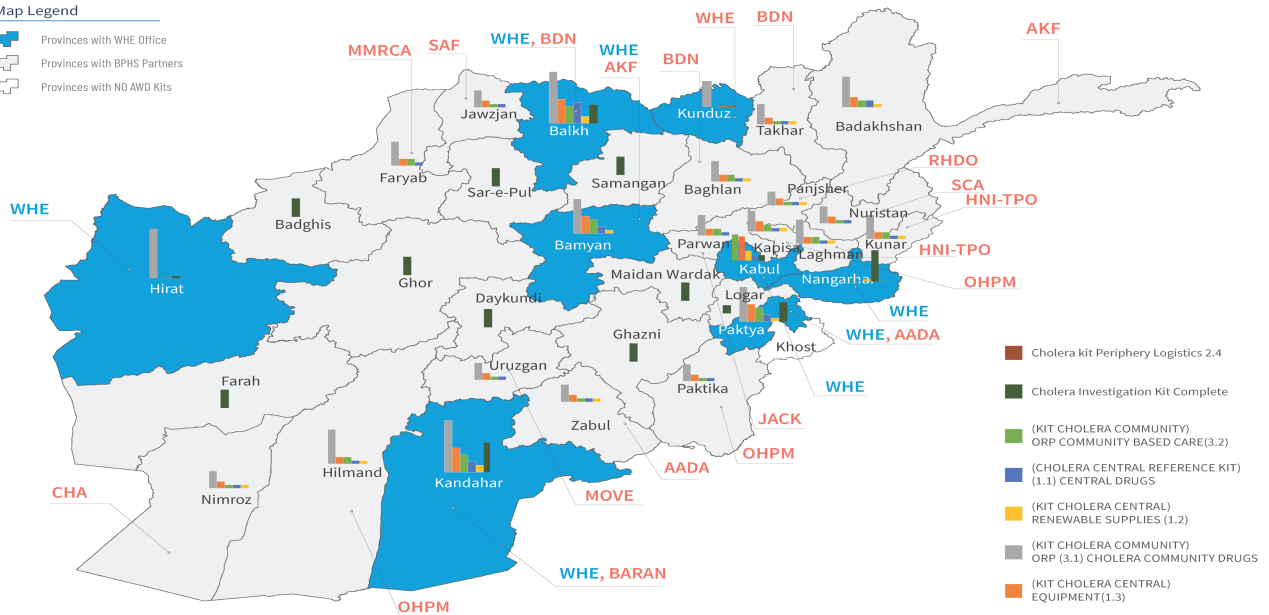 Map Legend
Provinces with WHE Office
Provinces with BPHS Partners
Provinces with NO AWD Kits
MMRCA
SAF
WHE, BDN
WHE
AKF
BDN
WHE
BDN
AKF
Jawzjan
Balkh
Kunduz
Takhar
Badakhshan
Faryab
Sar-e-Pul
Samangan
Baghlan
Panjsher
RHDO
SCA
HNI-TPO
WHE
Badghis
Bamyan
Parwan
Kapisa
Nuristan
Laghman
Kunar
HNI-TPO
Hirat
Ghor
Maidan Wardak
Kabul
Nangarha
OHPM
Daykundi
Logar
WHE
Ghazni
Paktya
WHE, AADA
Khost
Uruzgan
Farah
Paktika
WHE
Zabul
JACK
Hilmand
Kandahar
OHPM
Nimroz
AADA
CHA
MOVE
WHE, BARAN
OHPM
Cholera kit Periphery Logistics 2.4
Cholera Investigation Kit Complete
(KIT CHOLERA COMMUNITY)
ORP COMMUNITY BASED CARE(3.2)
(CHOLERA CENTRAL REFERENCE KIT)
(1.1) CENTRAL DRUGS
(KIT CHOLERA CENTRAL)
RENEWABLE SUPPLIES (1.2)
(KIT CHOLERA COMMUNITY)
ORP (3.1) CHOLERA COMMUNITY DRUGS
(KIT CHOLERA CENTRAL)
EQUIPMENT(1.3)